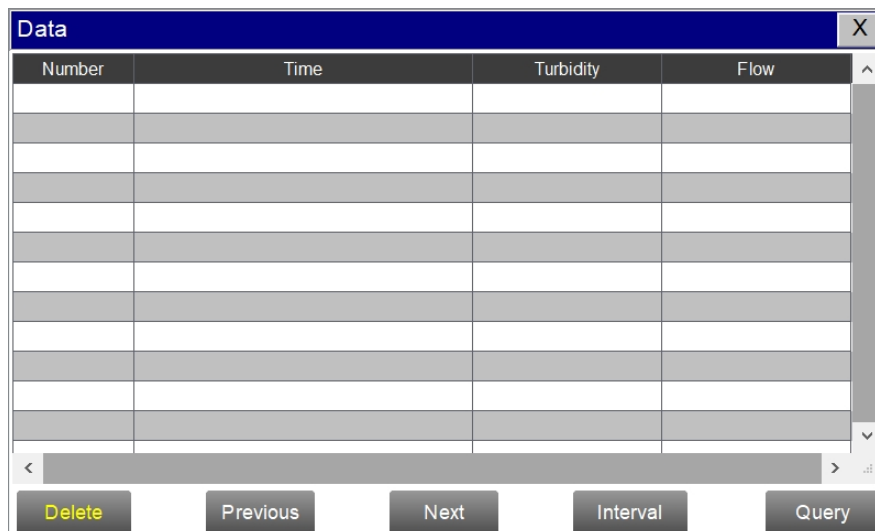 Data X
Number Time Turbidity Flow
Delete Previous Next Interval Query